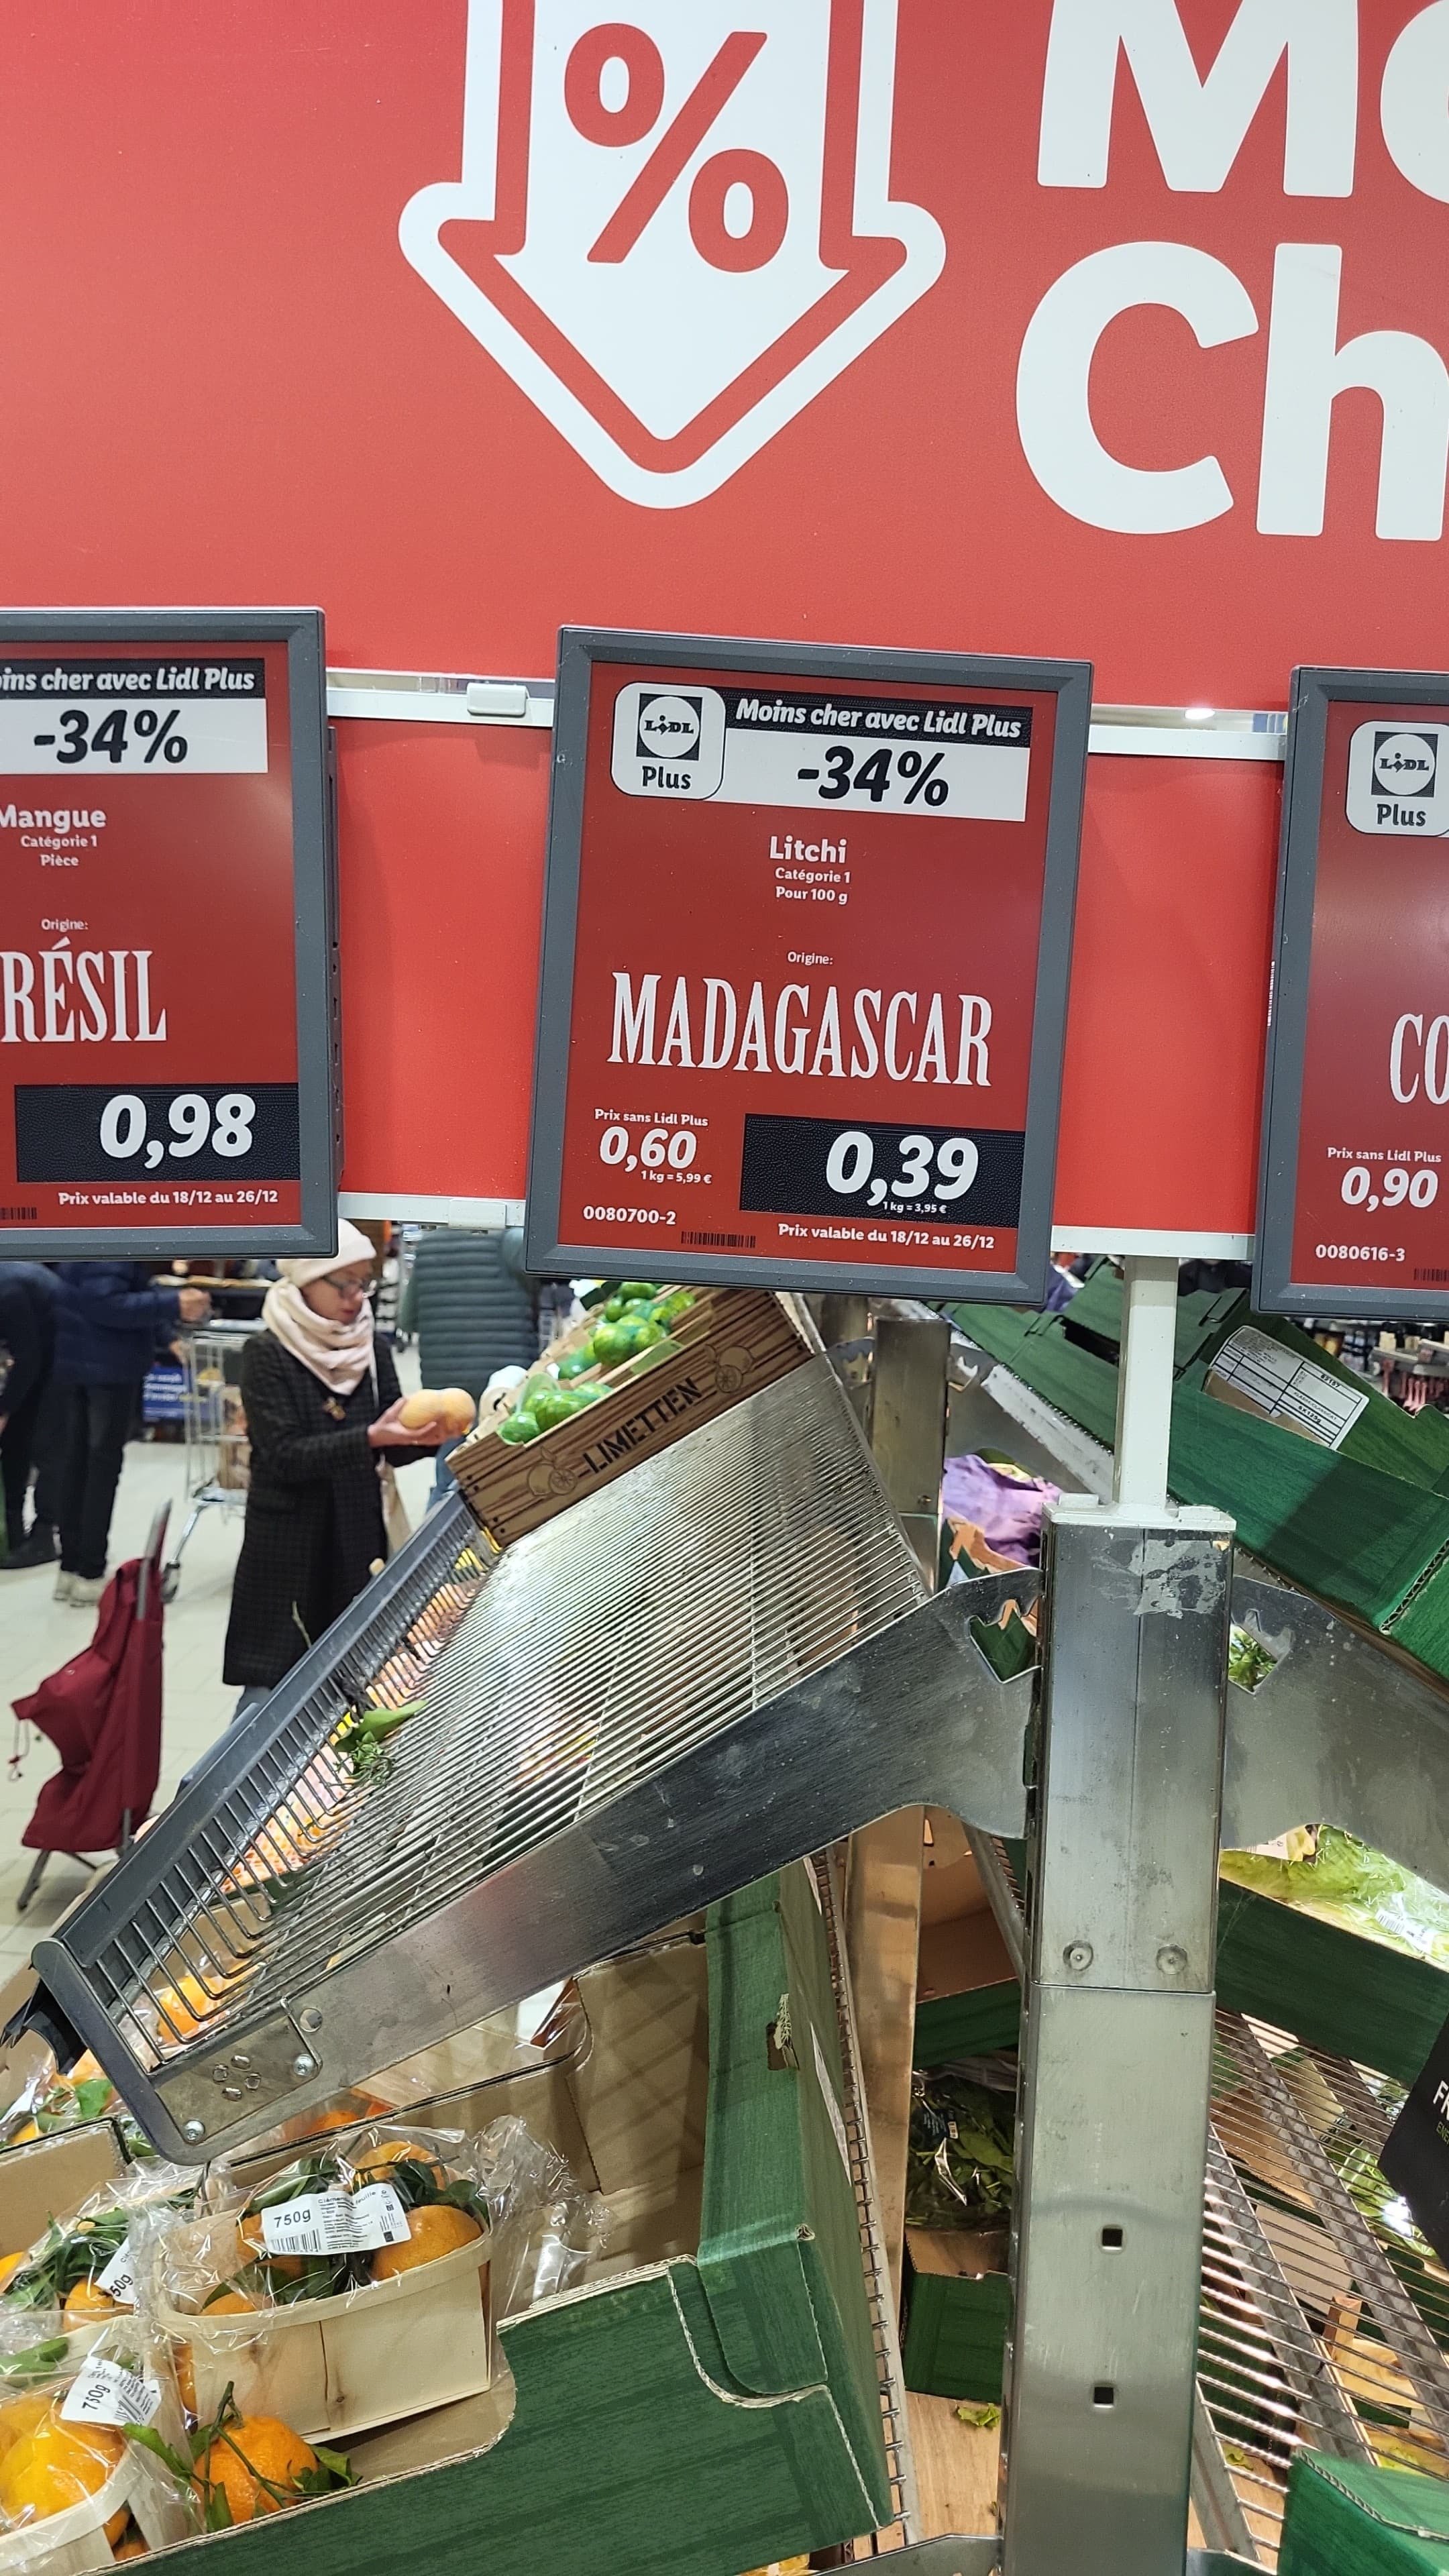 %
Mo
Ch
oins cher avec Lidl Plus
-34%
Mangue
Catégorie 1
Pièce
Origine:
RÉSIL
0,98
Prix valable du 18/12 au 26/12
LIDL
Plus
Moins cher avec Lidl Plus
-34%
Litchi
Catégorie 1
Pour 100 g
Origine:
MADAGASCAR
Prix sans Lidl Plus
0,60
1 kg = 5,99 €
0,39
1 kg = 3,95 €
0080700-2
Prix valable du 18/12 au 26/12
LIDL
Plus
CO
Prix sans Lidl Plus
0,90
0080616-3
LIMETTEN
750g
50g
750g